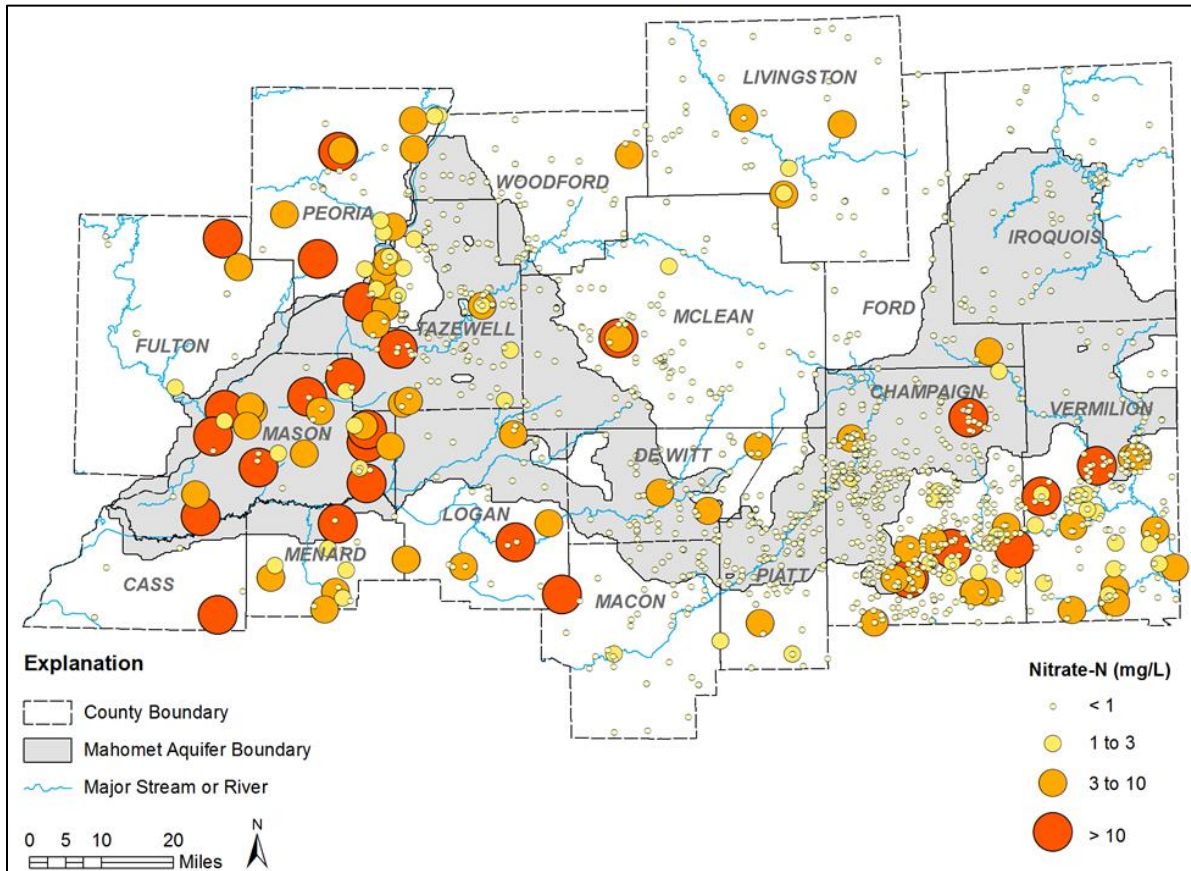 LIVINGSTON
WOODFORD
PEORIA
IROQUOIS
FORD
MCLEAN
TAZEWELL
FULTON
CHAMPAIGN
VERMILION
MASON
DE WITT
LOGAN
MENARD
PIATT
CASS
MACON
Explanation
County Boundary
Mahomet Aquifer Boundary
Major Stream or River
0 5 10 20
Miles
N
Nitrate-N (mg/L)
< 1
1 to 3
3 to 10
> 10